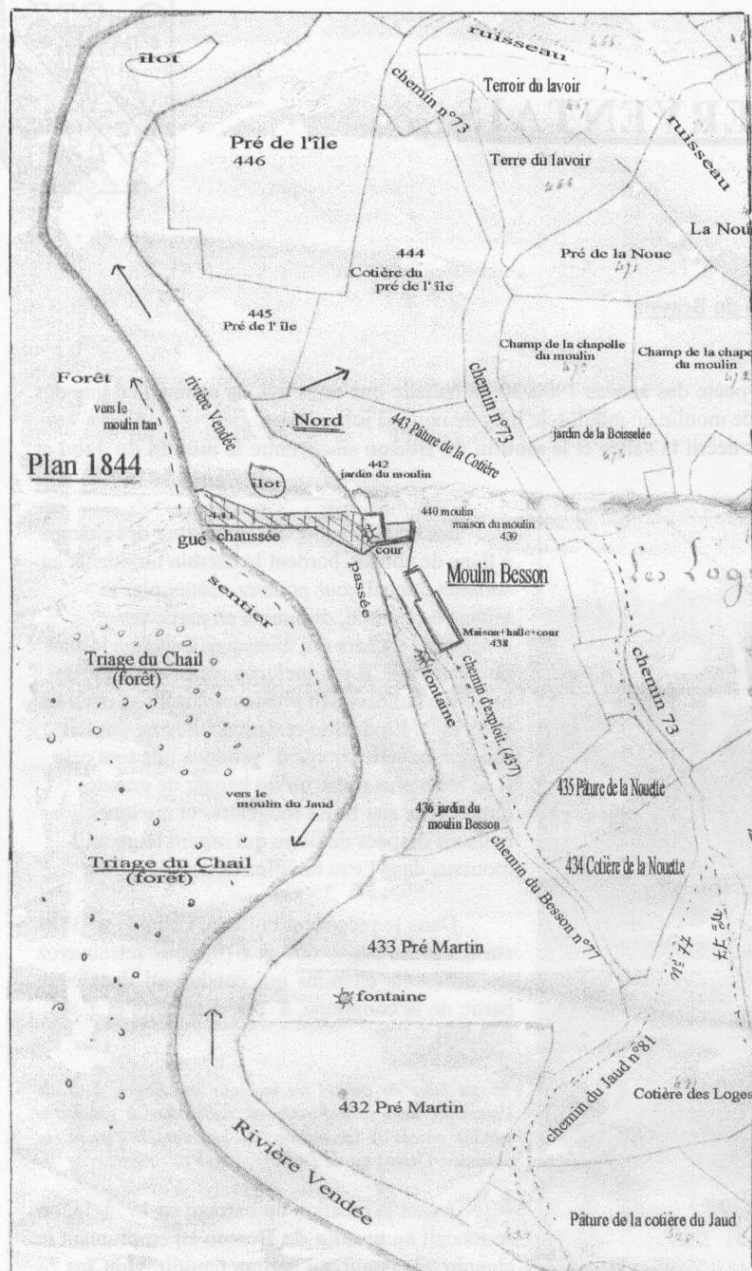 îlot
ruisseau
Terroir du lavoir
chemin n°73
ruisseau
Pré de l'île
446
Terre du lavoir
466
La Nou
444
Cotière du
pré de l'île
Pré de la Noue
445
Pré de l'île
Champ de la chapelle
du moulin
Champ de la chape
du moulin
Forêt
vers le
moulin tan
rivière Vendée
Nord
chemin n°73
443 Pâture de la Cotière
jardin de la Boisselée
Plan 1844
442
jardin du moulin
îlot
441
gué chaussée
440 moulin
maison du moulin
439
cour
passée
Moulin Besson
Les Log
sentier
Maison+halle+cour
438
fontaine
chemin d'exploit. (437)
chemin 73
Triage du Chail
(forêt)
vers le
moulin du Jaud
435 Pâture de la Nouette
436 jardin du
moulin Besson
Triage du Chail
(forêt)
434 Cotière de la Nouette
chemin du Besson n°77
n°77
433 Pré Martin
fontaine
432 Pré Martin
chemin du Jaud n°81
Cotière des Loges
Rivière Vendée
Pâture de la cotière du Jaud